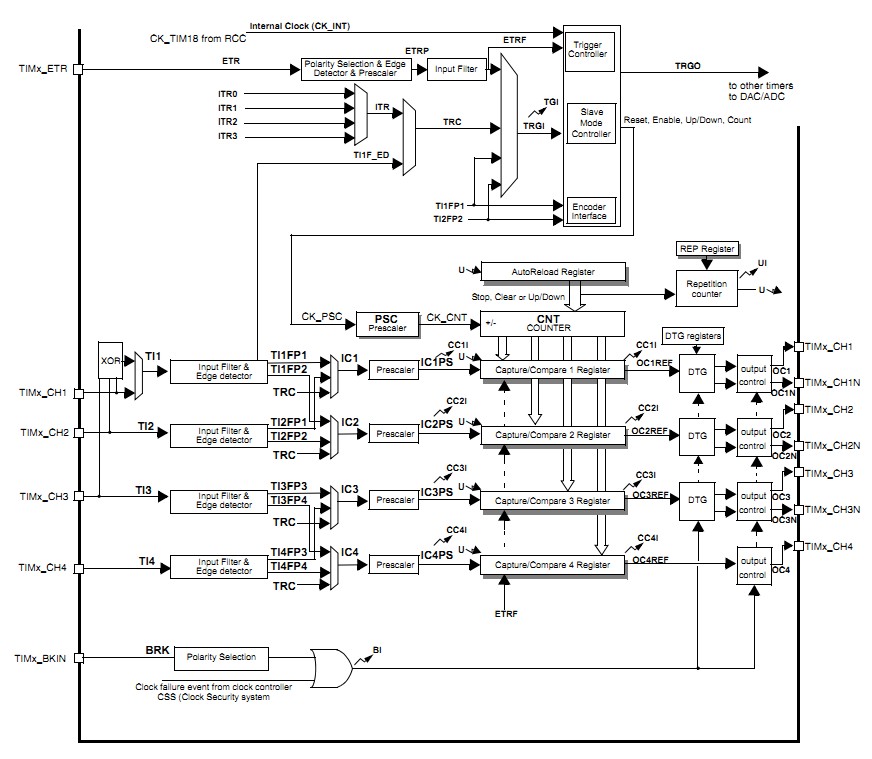 Internal Clock (CK_INT)
CK_TIM18 from RCC
TIMx_ETR
ETR
Polarity Selection & Edge
Detector & Prescaler
ETRP
Input Filter
ETRF
Trigger
Controller
TRGO
to other timers
to DAC/ADC
ITR0
ITR1
ITR2
ITR3
ITR
TRC
TI1F_ED
TGI
TRGI
Slave
Mode
Controller
Reset, Enable, Up/Down, Count
TI1FP1
TI2FP2
Encoder
Interface
REP Register
UI
U
AutoReload Register
Repetition
counter
U
Stop, Clear or Up/Down
CK_PSC
PSC
Prescaler
CK_CNT
+/-
CNT
COUNTER
DTG registers
XOR
TI1
Input Filter &
Edge detector
TI1FP1
TI1FP2
TRC
IC1
Prescaler
IC1PS
CC1I
U
Capture/Compare 1 Register
CC1I
OC1REF
DTG
output
control
OC1
OC1N
TIMx_CH1
TIMx_CH1N
TIMx_CH1
TIMx_CH2
TI2
Input Filter &
Edge detector
TI2FP1
TI2FP2
TRC
IC2
Prescaler
IC2PS
CC2I
U
Capture/Compare 2 Register
CC2I
OC2REF
DTG
output
control
OC2
OC2N
TIMx_CH2
TIMx_CH2N
TIMx_CH3
TI3
Input Filter &
Edge detector
TI3FP3
TI3FP4
TRC
IC3
Prescaler
IC3PS
CC3I
U
Capture/Compare 3 Register
CC3I
OC3REF
DTG
output
control
OC3
OC3N
TIMx_CH3
TIMx_CH3N
TIMx_CH4
TI4
Input Filter &
Edge detector
TI4FP3
TI4FP4
TRC
IC4
Prescaler
IC4PS
CC4I
U
Capture/Compare 4 Register
CC4I
OC4REF
output
control
OC4
TIMx_CH4
ETRF
TIMx_BKIN
BRK
Polarity Selection
BI
Clock failure event from clock controller
CSS (Clock Security system